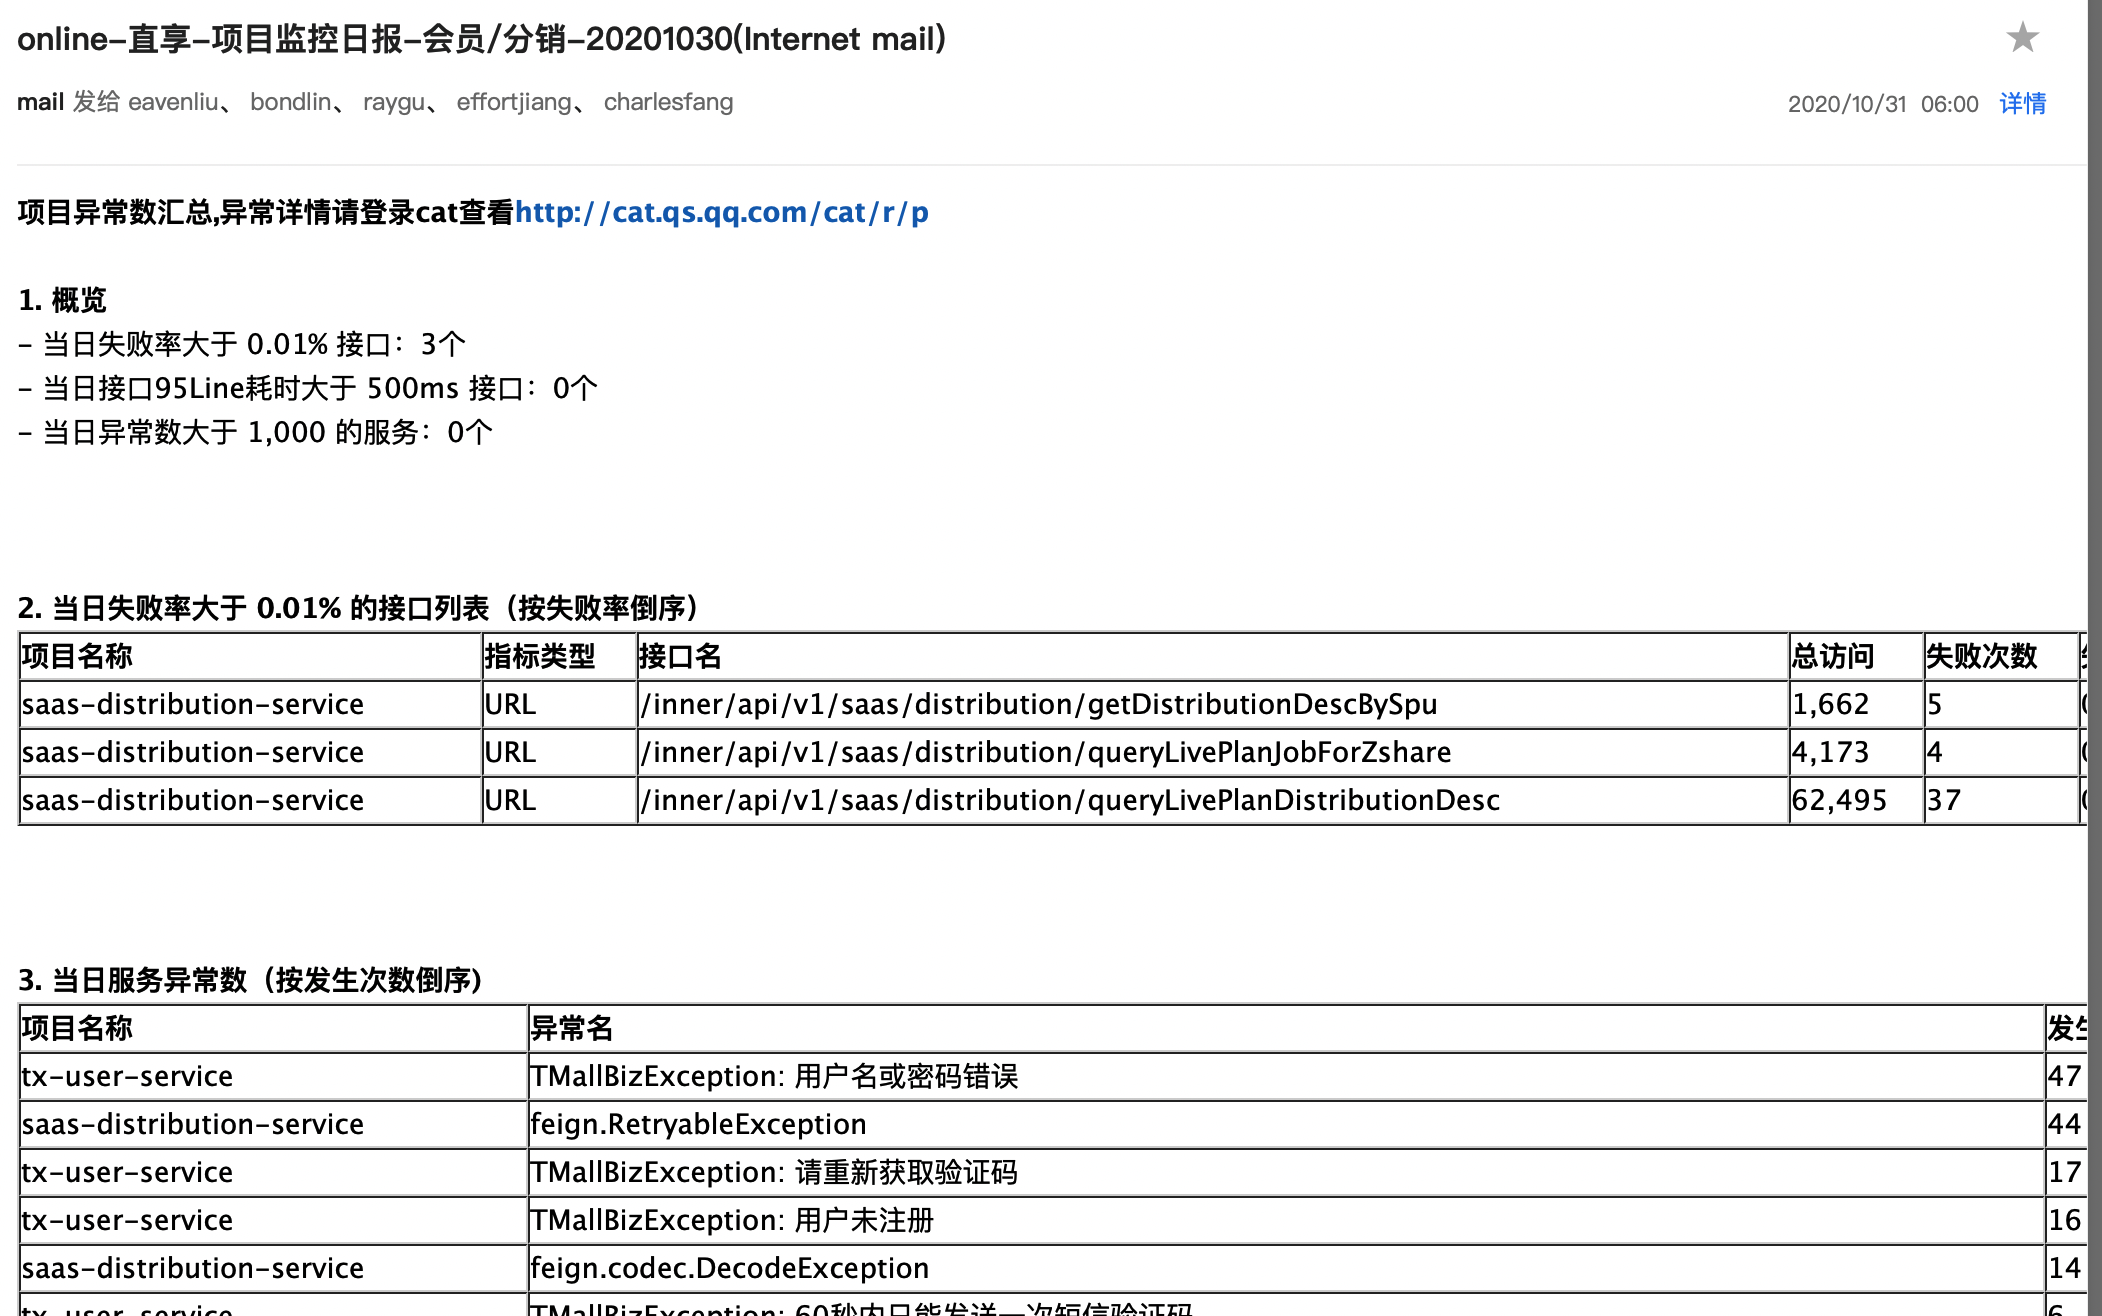 online-直享-项目监控日报-会员/分销-20201030(Internet mail)
mail 发给 eavenliu、 bondlin、 raygu、 effortjiang、 charlesfang
2020/10/31 06:00 详情
项目异常数汇总,异常详情请登录cat查看http://cat.qs.qq.com/cat/r/p
1. 概览
- 当日失败率大于 0.01% 接口：3个
- 当日接口95Line耗时大于 500ms 接口：0个
- 当日异常数大于 1,000 的服务：0个
2. 当日失败率大于 0.01% 的接口列表（按失败率倒序）
项目名称 指标类型 接口名 总访问 失败次数
saas-distribution-service URL /inner/api/v1/saas/distribution/getDistributionDescBySpu 1,662 5
saas-distribution-service URL /inner/api/v1/saas/distribution/queryLivePlanJobForZshare 4,173 4
saas-distribution-service URL /inner/api/v1/saas/distribution/queryLivePlanDistributionDesc 62,495 37
3. 当日服务异常数（按发生次数倒序)
项目名称 异常名 发生
tx-user-service TMallBizException: 用户名或密码错误 47
saas-distribution-service feign.RetryableException 44
tx-user-service TMallBizException: 请重新获取验证码 17
tx-user-service TMallBizException: 用户未注册 16
saas-distribution-service feign.codec.DecodeException 14
tx-user-service TMallBizException: 60秒内只能发送一次短信验证码 6